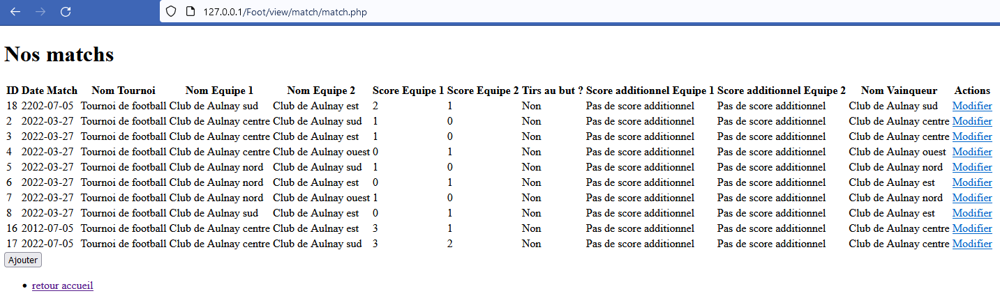 127.0.0.1/Foot/view/match/match.php
Nos matchs
ID Date Match Nom Tournoi Nom Equipe 1 Nom Equipe 2 Score Equipe 1 Score Equipe 2 Tirs au but ? Score additionnel Equipe 1 Score additionnel Equipe 2 Nom Vainqueur Actions
18 2202-07-05 Tournoi de football Club de Aulnay sud Club de Aulnay est 2 1 Non Pas de score additionnel Pas de score additionnel Club de Aulnay sud Modifier
2 2022-03-27 Tournoi de football Club de Aulnay centre Club de Aulnay sud 1 0 Non Pas de score additionnel Pas de score additionnel Club de Aulnay centre Modifier
3 2022-03-27 Tournoi de football Club de Aulnay centre Club de Aulnay est 1 0 Non Pas de score additionnel Pas de score additionnel Club de Aulnay centre Modifier
4 2022-03-27 Tournoi de football Club de Aulnay centre Club de Aulnay ouest 0 1 Non Pas de score additionnel Pas de score additionnel Club de Aulnay ouest Modifier
5 2022-03-27 Tournoi de football Club de Aulnay nord Club de Aulnay sud 1 0 Non Pas de score additionnel Pas de score additionnel Club de Aulnay nord Modifier
6 2022-03-27 Tournoi de football Club de Aulnay nord Club de Aulnay est 0 1 Non Pas de score additionnel Pas de score additionnel Club de Aulnay est Modifier
7 2022-03-27 Tournoi de football Club de Aulnay nord Club de Aulnay ouest 1 0 Non Pas de score additionnel Pas de score additionnel Club de Aulnay nord Modifier
8 2022-03-27 Tournoi de football Club de Aulnay sud Club de Aulnay est 0 1 Non Pas de score additionnel Pas de score additionnel Club de Aulnay est Modifier
16 2012-07-05 Tournoi de football Club de Aulnay centre Club de Aulnay est 3 1 Non Pas de score additionnel Pas de score additionnel Club de Aulnay centre Modifier
17 2022-07-05 Tournoi de football Club de Aulnay centre Club de Aulnay sud 3 2 Non Pas de score additionnel Pas de score additionnel Club de Aulnay centre Modifier
Ajouter
retour accueil